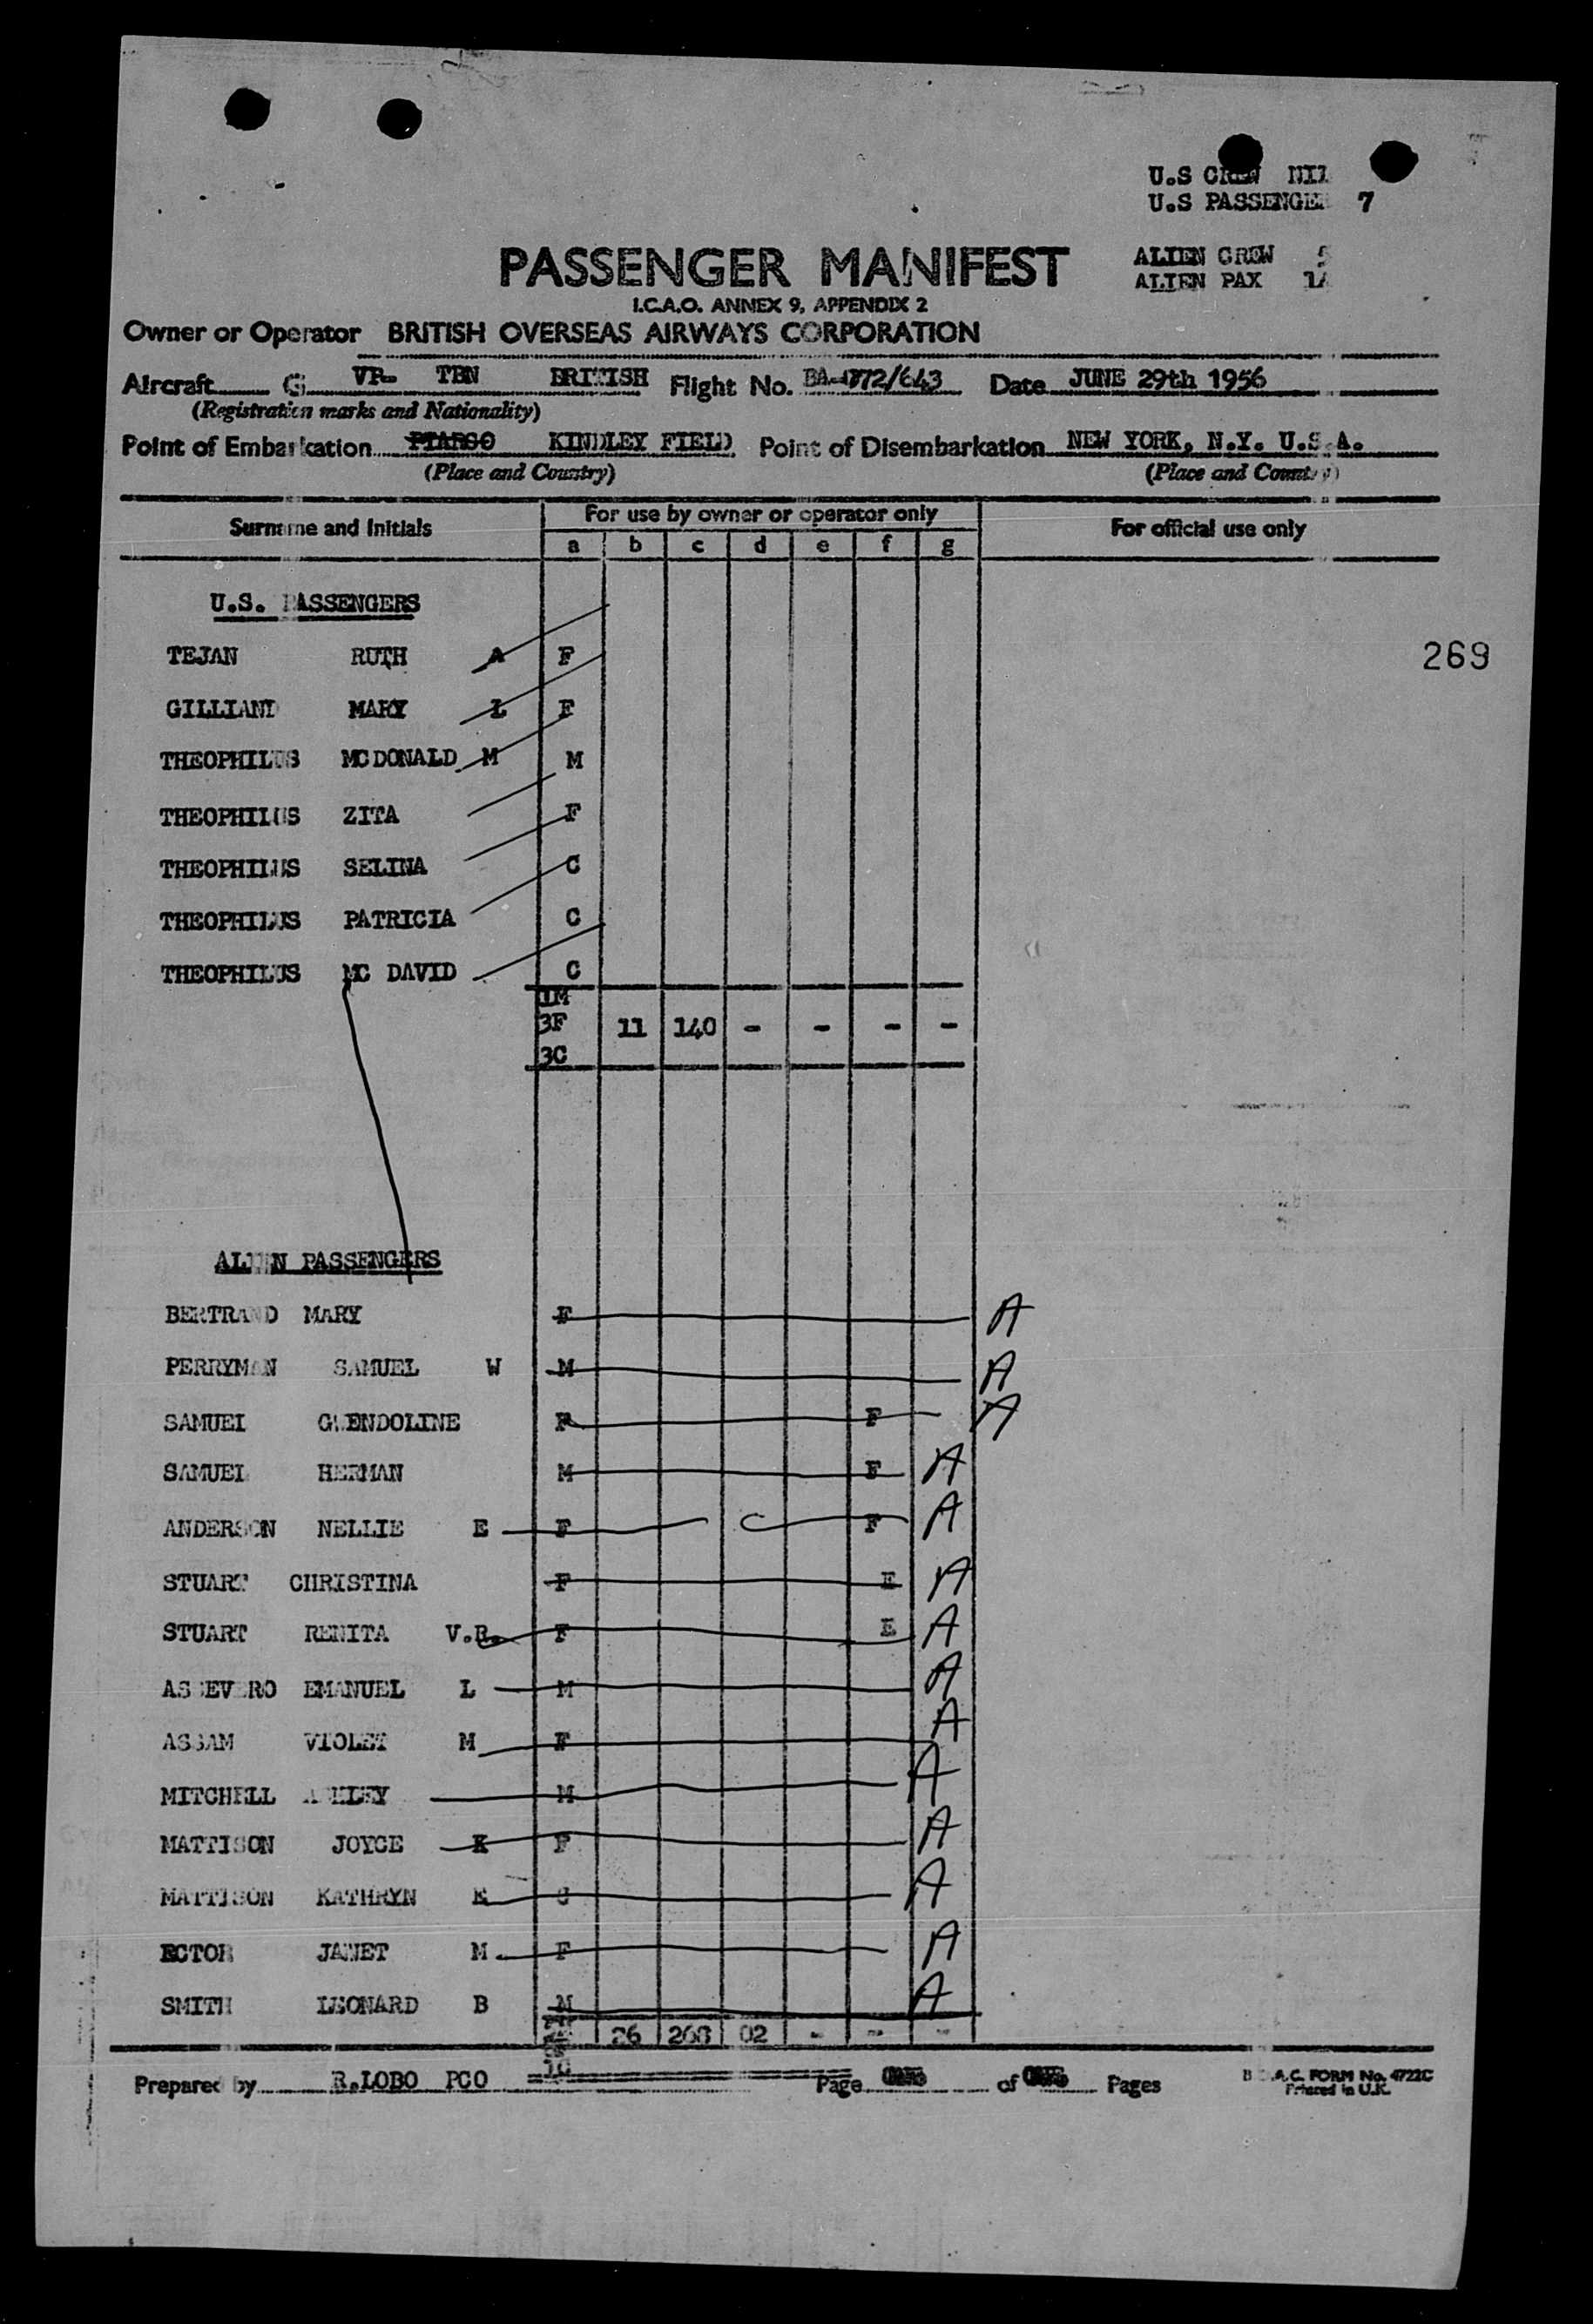 U.S CREW NIL
U.S PASSENGER 7
PASSENGER MANIFEST
ALIEN CREW 5
ALIEN PAX 14
I.C.A.O. ANNEX 9, APPENDIX 2
Owner or Operator BRITISH OVERSEAS AIRWAYS CORPORATION
Aircraft G VP- TBN BRITISH Flight No. BA-772/643 Date JUNE 29th 1956
(Registration marks and Nationality)
Point of Embarkation PIARCO KINDLEY FIELD Point of Disembarkation NEW YORK, N.Y. U.S.A.
(Place and Country) (Place and Country)
Surname and Initials For use by owner or operator only For official use only
a b c d e f g
U.S. PASSENGERS
TEJAN RUTH A F
269
GILLIAND MARY L F
THEOPHILUS MCDONALD M M
THEOPHILUS ZITA F
THEOPHILUS SELINA C
THEOPHILUS PATRICIA C
THEOPHILUS MC DAVID C
1M
3F 11 140 - - - -
3C
ALIEN PASSENGERS
BERTRAND MARY F A
PERRYMAN SAMUEL W M A
SAMUEL GWENDOLINE F F A
SAMUEL HERMAN M F A
ANDERSON NELLIE E F F A
STUART CHRISTINA F E A
STUART RENITA V.R. F E A
ASSEVERO EMANUEL L M A
ASSAM VIOLET M F A
MITCHELL M A
MATTISON JOYCE K F A
MATTISON KATHRYN E C A
ECTOR JANET M F A
SMITH LEONARD B M A
26 268 02 - - -
1C
Prepared by R.LOBO PCO Page of Pages
B.O.A.C. FORM No. 4722C
Printed in U.K.